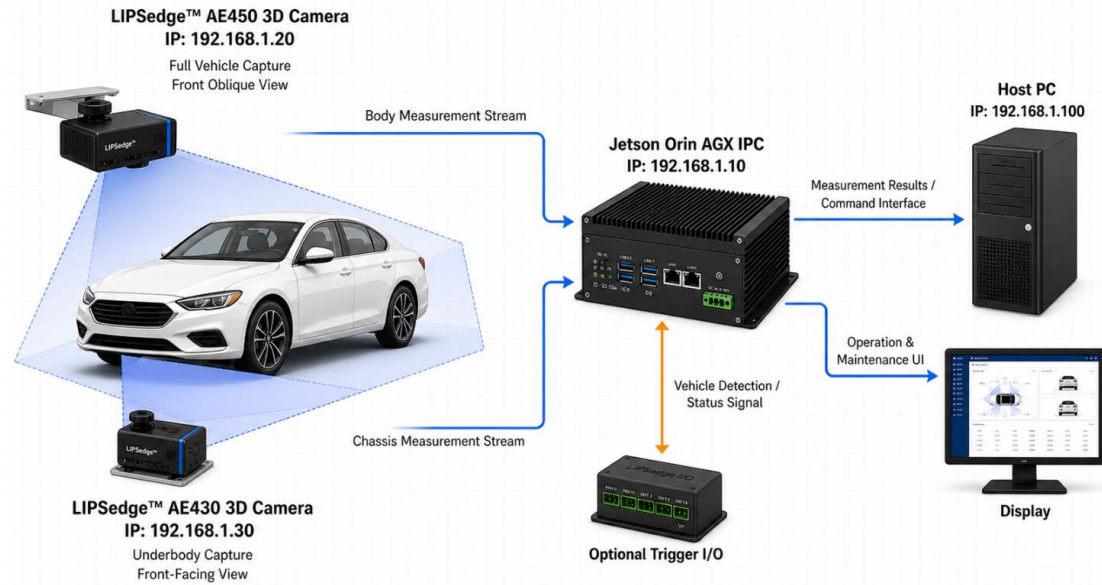 LIPSedge™ AE450 3D Camera
IP: 192.168.1.20
Full Vehicle Capture
Front Oblique View
LIPSedge™
Body Measurement Stream
Jetson Orin AGX IPC
IP: 192.168.1.10
Host PC
IP: 192.168.1.100
Measurement Results /
Command Interface
Operation &
Maintenance UI
Vehicle Detection /
Status Signal
Chassis Measurement Stream
LIPSedge™
LIPSedge™ AE430 3D Camera
IP: 192.168.1.30
Underbody Capture
Front-Facing View
LIPSedge I/O
Optional Trigger I/O
Display